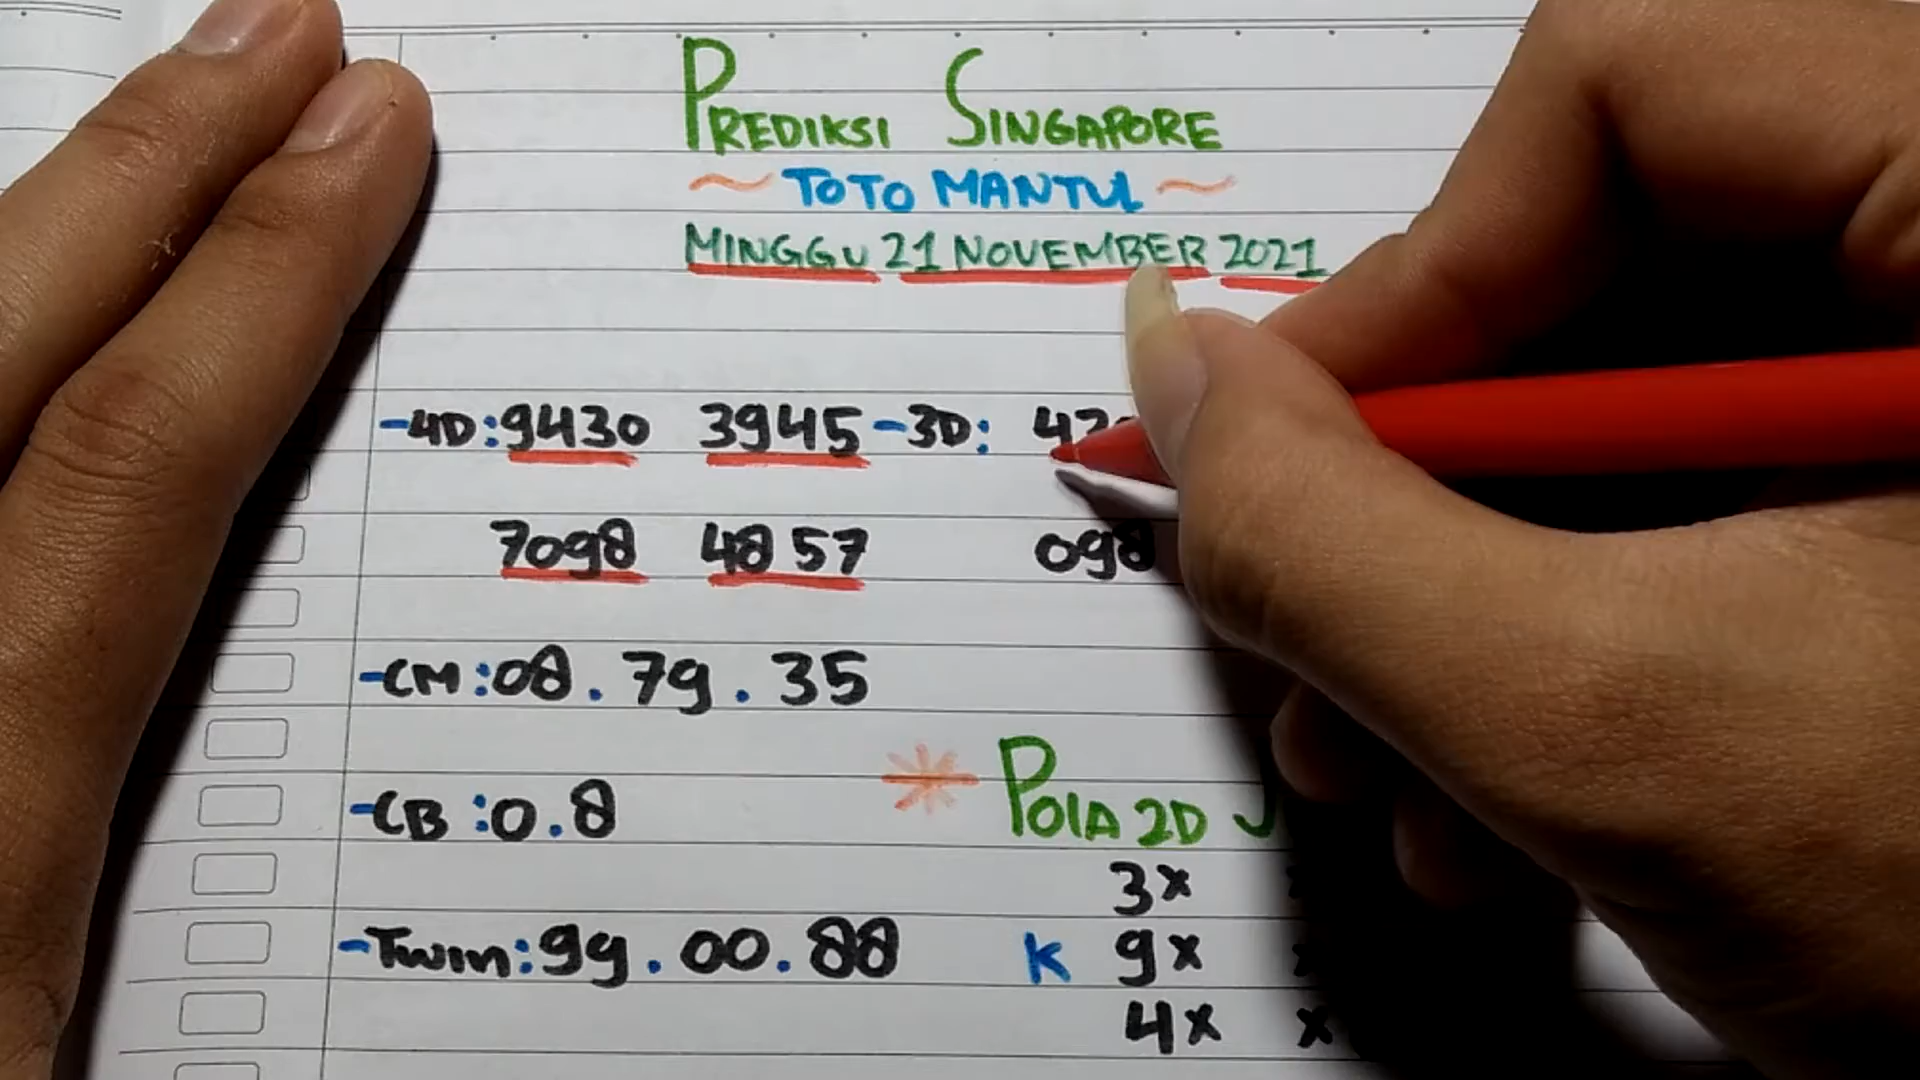 PREDIKSI SINGAPORE
~ TOTO MANTUL ~
MINGGU 21 NOVEMBER 2021
-4D: 9430 3945 -3D:
7098 4857 098
-CM: 08. 79. 35
-CB: 0.8
* POLA 2D
-Twin: 99. 00. 88
3x
K 9x
4x x